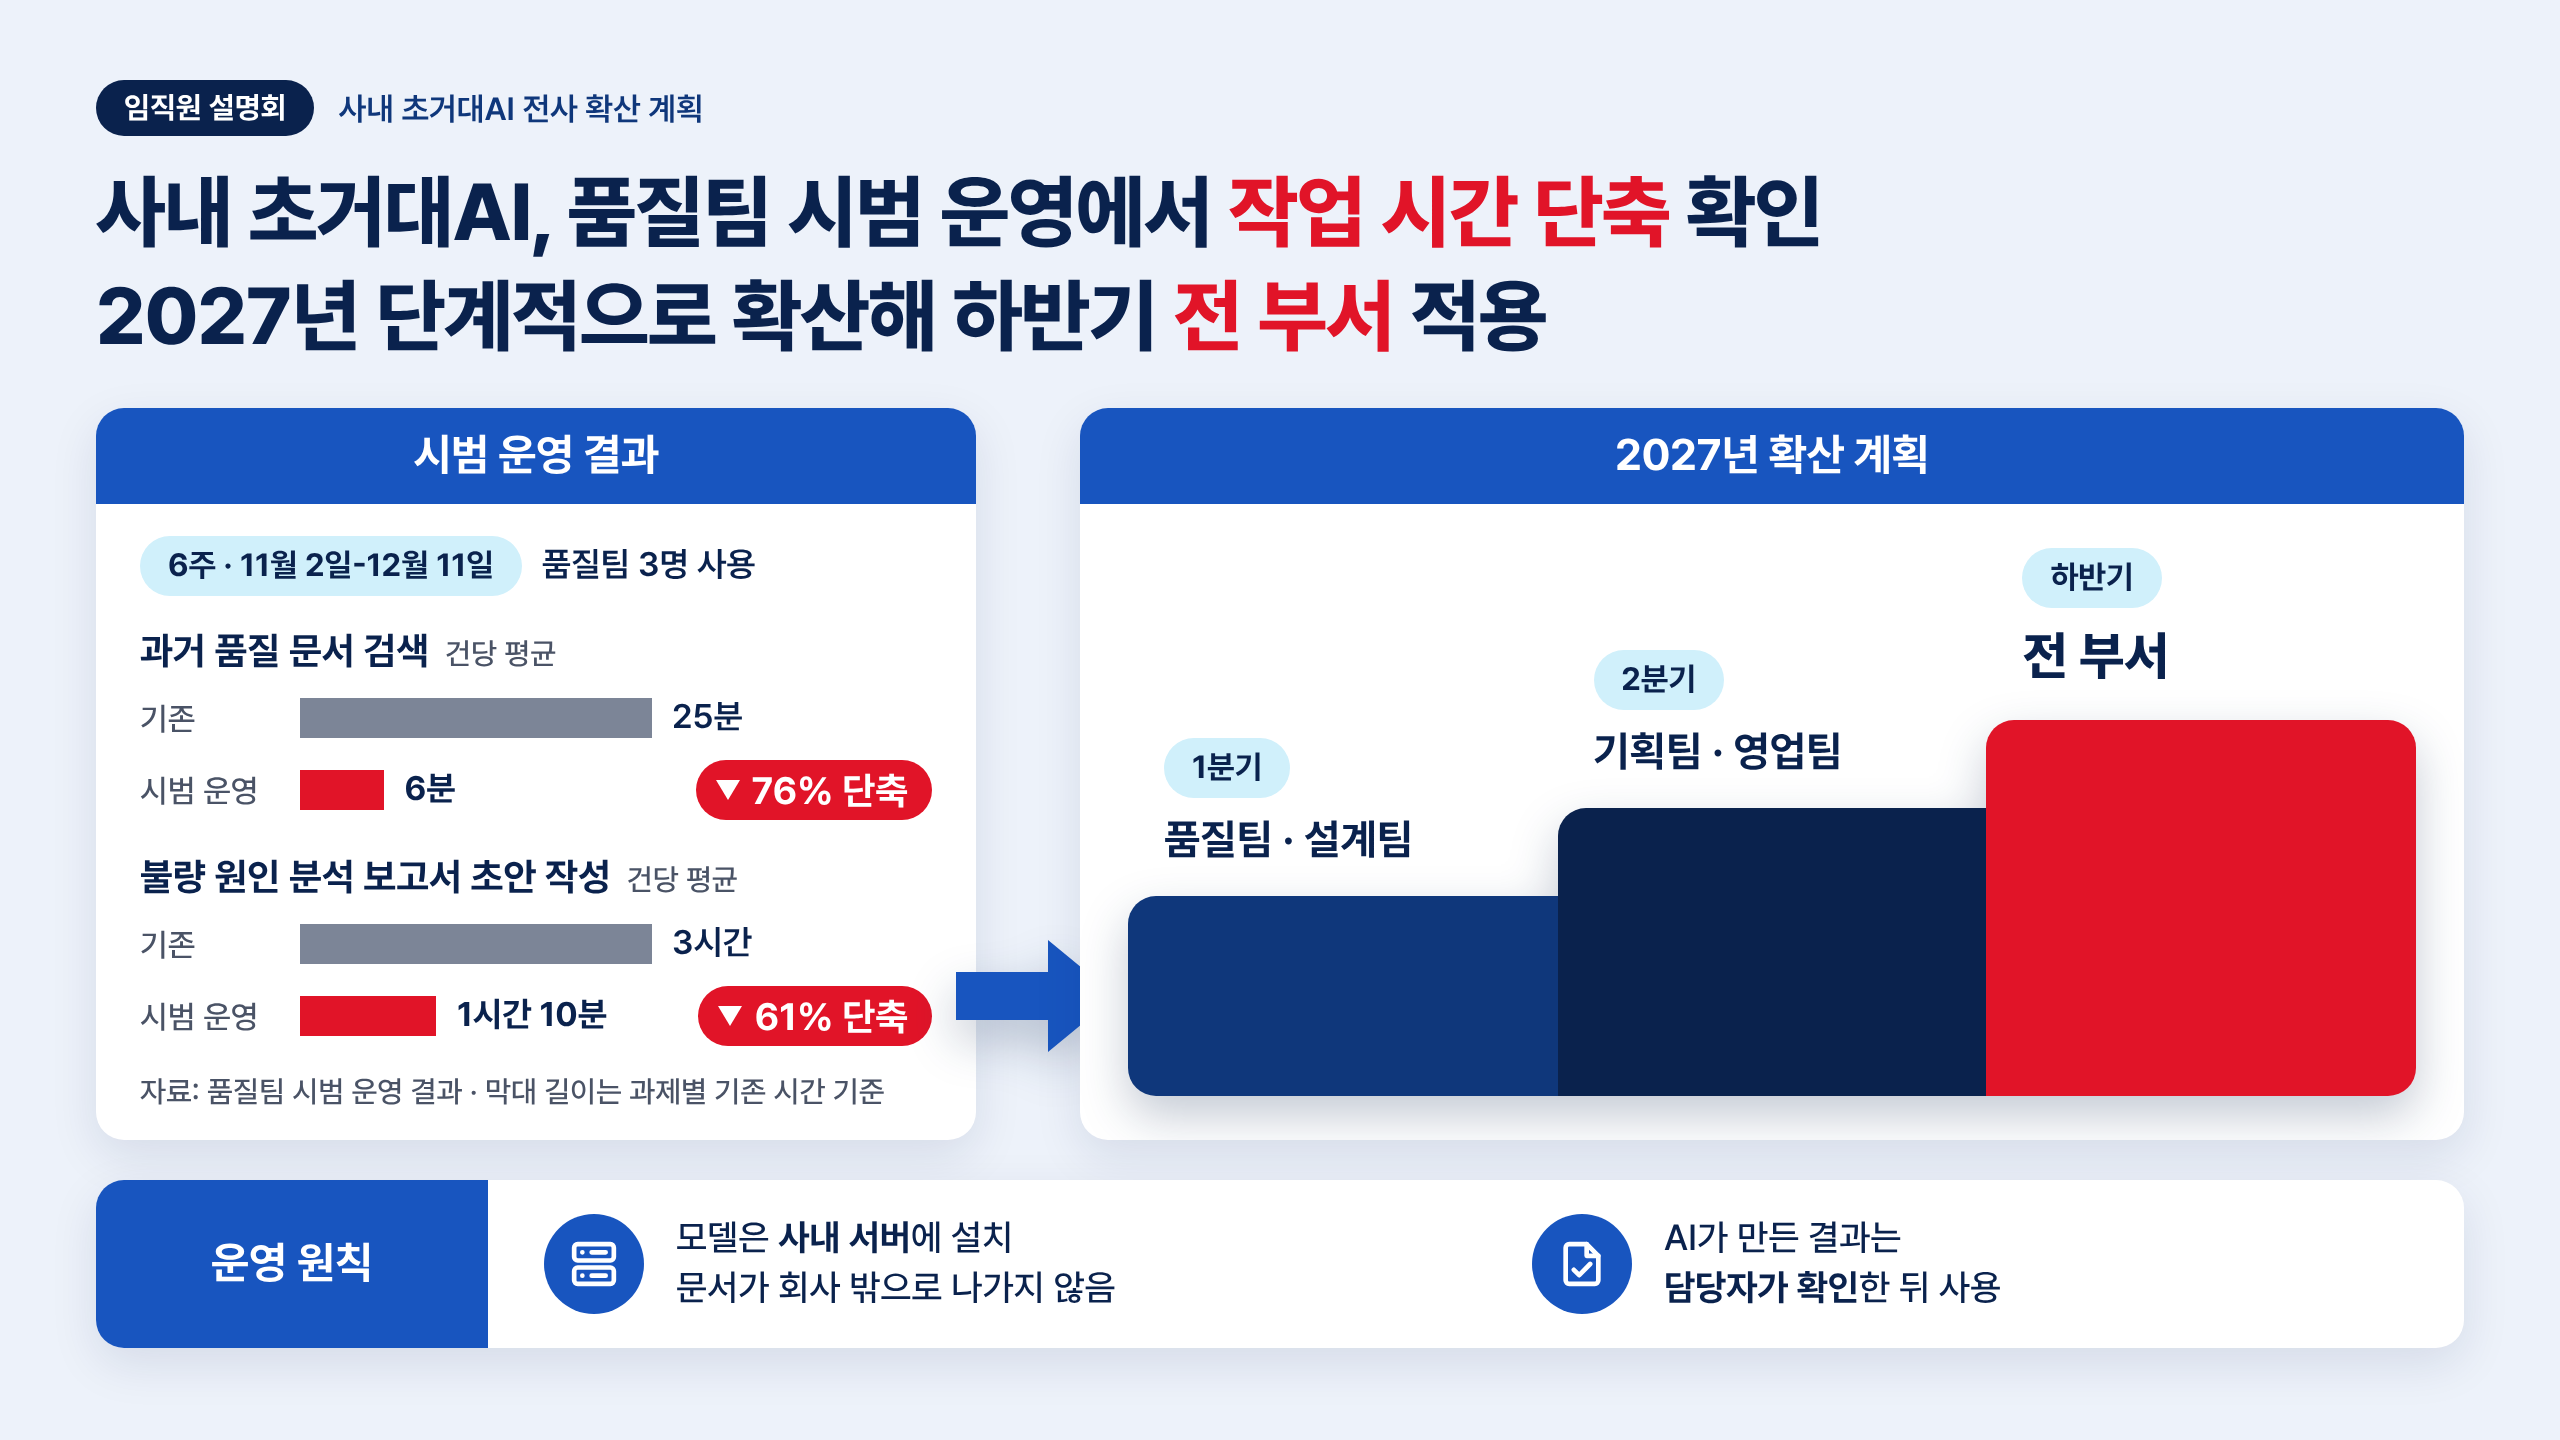 임직원 설명회 사내 초거대AI 전사 확산 계획
사내 초거대AI, 품질팀 시범 운영에서 작업 시간 단축 확인
2027년 단계적으로 확산해 하반기 전 부서 적용
시범 운영 결과
6주 · 11월 2일-12월 11일 품질팀 3명 사용
과거 품질 문서 검색 건당 평균
기존 25분
시범 운영 6분 ▼ 76% 단축
불량 원인 분석 보고서 초안 작성 건당 평균
기존 3시간
시범 운영 1시간 10분 ▼ 61% 단축
자료: 품질팀 시범 운영 결과 · 막대 길이는 과제별 기존 시간 기준
2027년 확산 계획
1분기
품질팀 · 설계팀
2분기
기획팀 · 영업팀
하반기
전 부서
운영 원칙
모델은 사내 서버에 설치
문서가 회사 밖으로 나가지 않음
AI가 만든 결과는
담당자가 확인한 뒤 사용